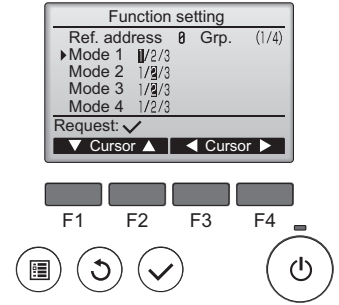 Function setting
Ref. address 0 Grp. (1/4)
Mode 1 1/2/3
Mode 2 1/2/3
Mode 3 1/2/3
Mode 4 1/2/3
Request: ✓
▼ Cursor ▲ ◀ Cursor ▶
F1 F2 F3 F4